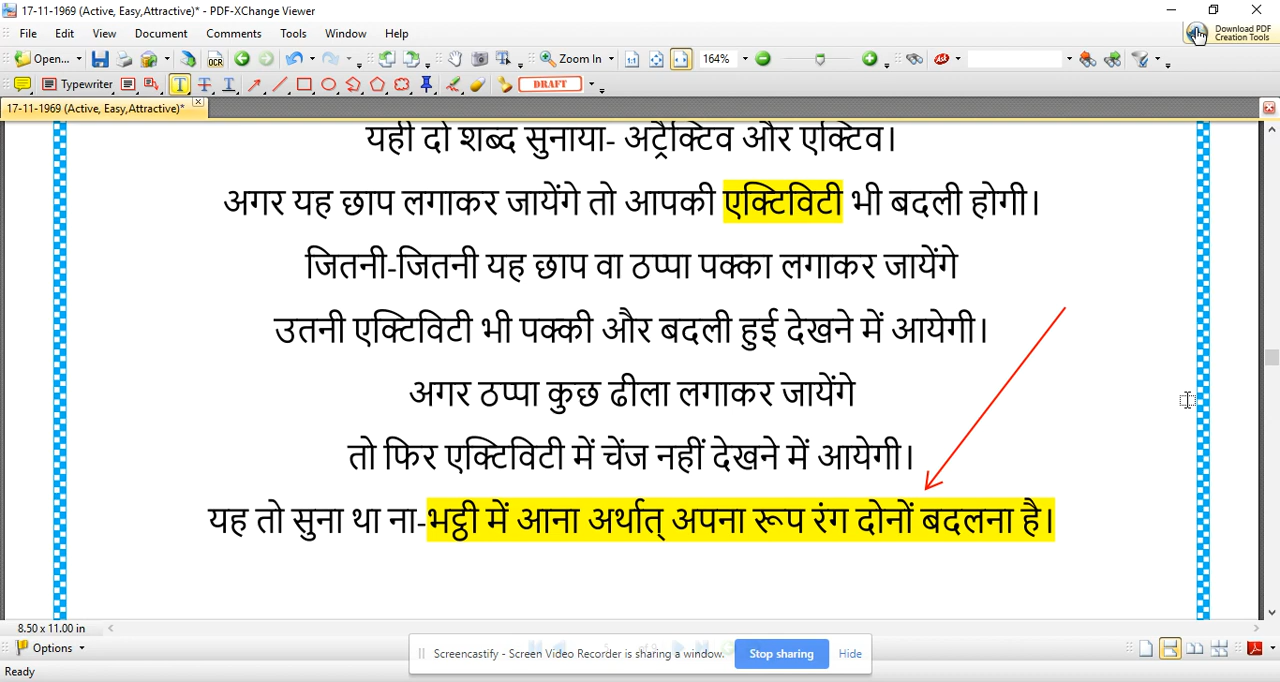 17-11-1969 (Active, Easy,Attractive)* - PDF-XChange Viewer
File Edit View Document Comments Tools Window Help
Download PDF Creation Tools
Open... OCR Zoom In 164%
Typewriter DRAFT
17-11-1969 (Active, Easy,Attractive)*
यही दो शब्द सुनाया- अट्रैक्टिव और एक्टिव।
अगर यह छाप लगाकर जायेंगे तो आपकी एक्टिविटी भी बदली होगी।
जितनी-जितनी यह छाप वा ठप्पा पक्का लगाकर जायेंगे
उतनी एक्टिविटी भी पक्की और बदली हुई देखने में आयेगी।
अगर ठप्पा कुछ ढीला लगाकर जायेंगे
तो फिर एक्टिविटी में चेंज नहीं देखने में आयेगी।
यह तो सुना था ना-भट्ठी में आना अर्थात् अपना रूप रंग दोनों बदलना है।
8.50 x 11.00 in
Options
Screencastify - Screen Video Recorder is sharing a window. Stop sharing Hide
Ready